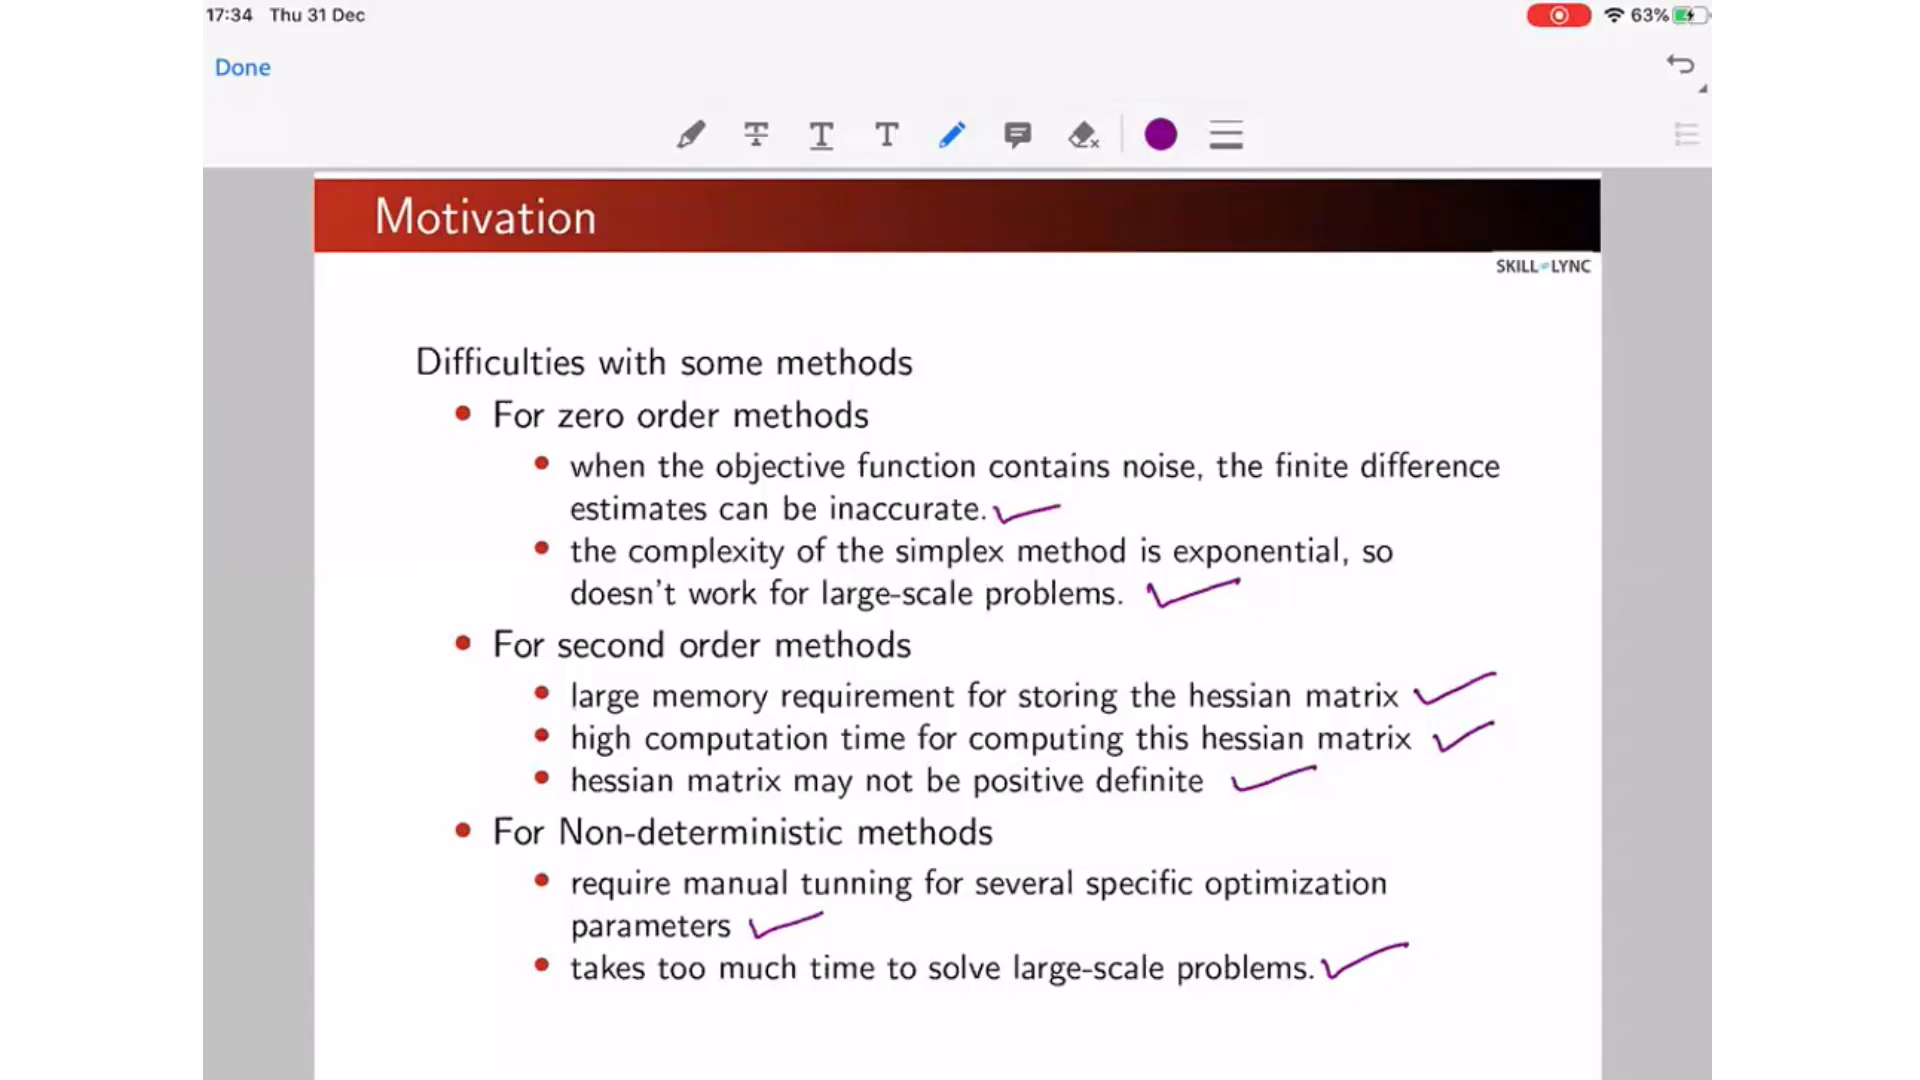 17:34 Thu 31 Dec
63%
Done
T T T
Motivation
SKILL LYNC
Difficulties with some methods
For zero order methods
when the objective function contains noise, the finite difference
estimates can be inaccurate.
the complexity of the simplex method is exponential, so
doesn't work for large-scale problems.
For second order methods
large memory requirement for storing the hessian matrix
high computation time for computing this hessian matrix
hessian matrix may not be positive definite
For Non-deterministic methods
require manual tunning for several specific optimization
parameters
takes too much time to solve large-scale problems.